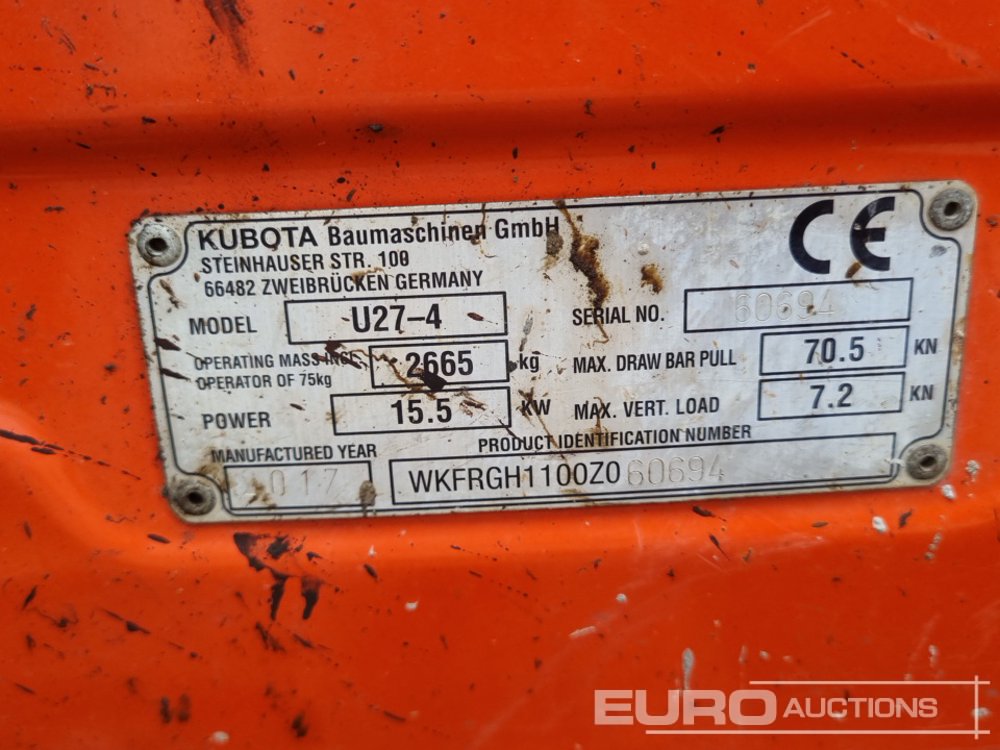 KUBOTA Baumaschinen GmbH
STEINHAUSER STR. 100
66482 ZWEIBRÜCKEN GERMANY
CE
MODEL U27-4
SERIAL NO. 60694
OPERATING MASS INCL. OPERATOR OF 75kg 2665 kg
MAX. DRAW BAR PULL 70.5 KN
POWER 15.5 KW
MAX. VERT. LOAD 7.2 KN
MANUFACTURED YEAR 2017
PRODUCT IDENTIFICATION NUMBER
WKFRGH1100Z060694
EURO AUCTIONS